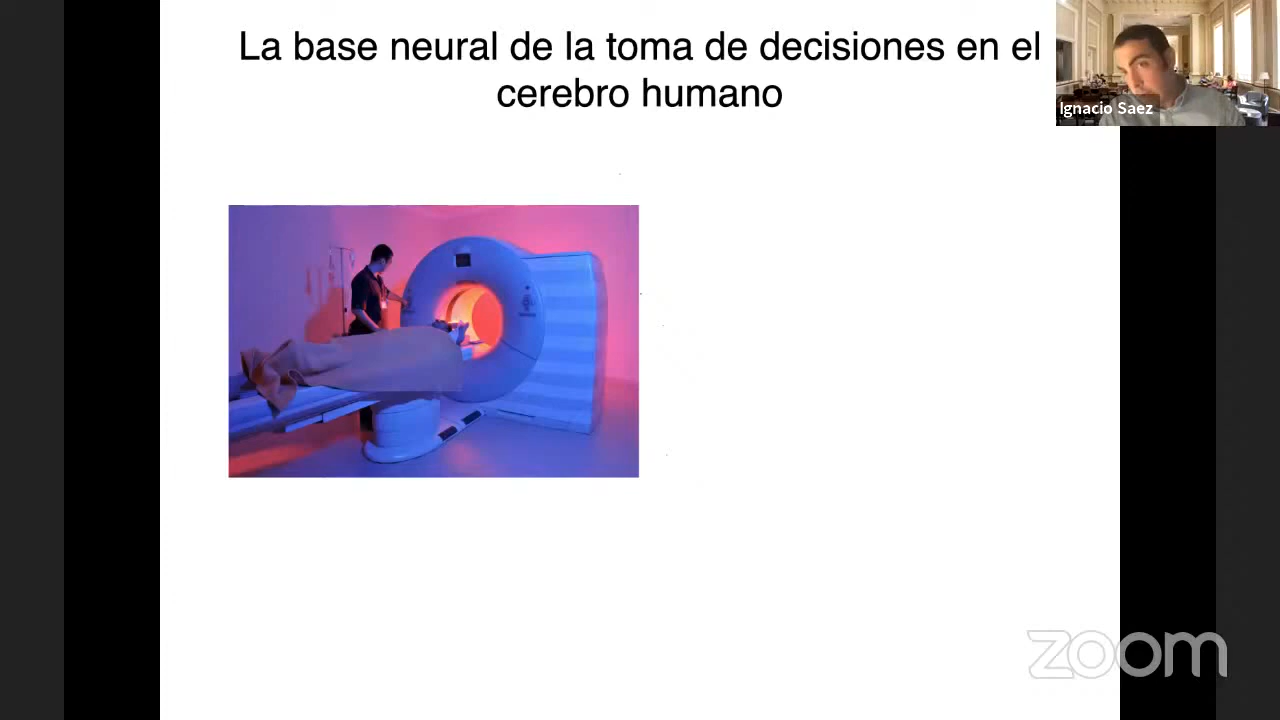 La base neural de la toma de decisiones en el
cerebro humano
Ignacio Saez
zoom